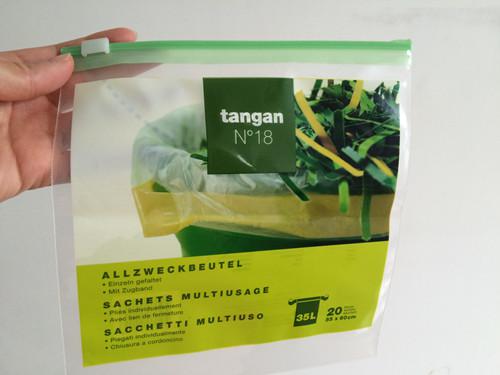 tangan
N°18
ALLZWECKBEUTEL
• Einzeln gefaltet
• Mit Zugband
SACHETS MULTIUSAGE
• Pliés individuellement
• Avec lien de fermeture
SACCHETTI MULTIUSO
• Piegati individualmente
• Chiusura a cordoncino
35L
20
55 x 60cm